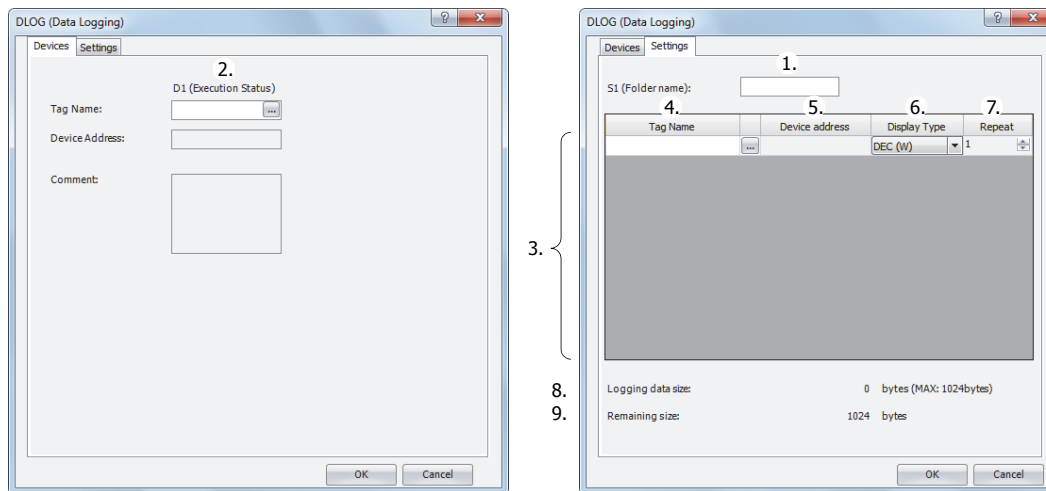 DLOG (Data Logging)
Devices Settings
2.
D1 (Execution Status)
Tag Name: ...
Device Address:
Comment:
OK Cancel
DLOG (Data Logging)
Devices Settings
1.
S1 (Folder name):
4. 5. 6. 7.
Tag Name Device address Display Type Repeat
... DEC (W) 1
3.
8. Logging data size: 0 bytes (MAX: 1024bytes)
9. Remaining size: 1024 bytes
OK Cancel